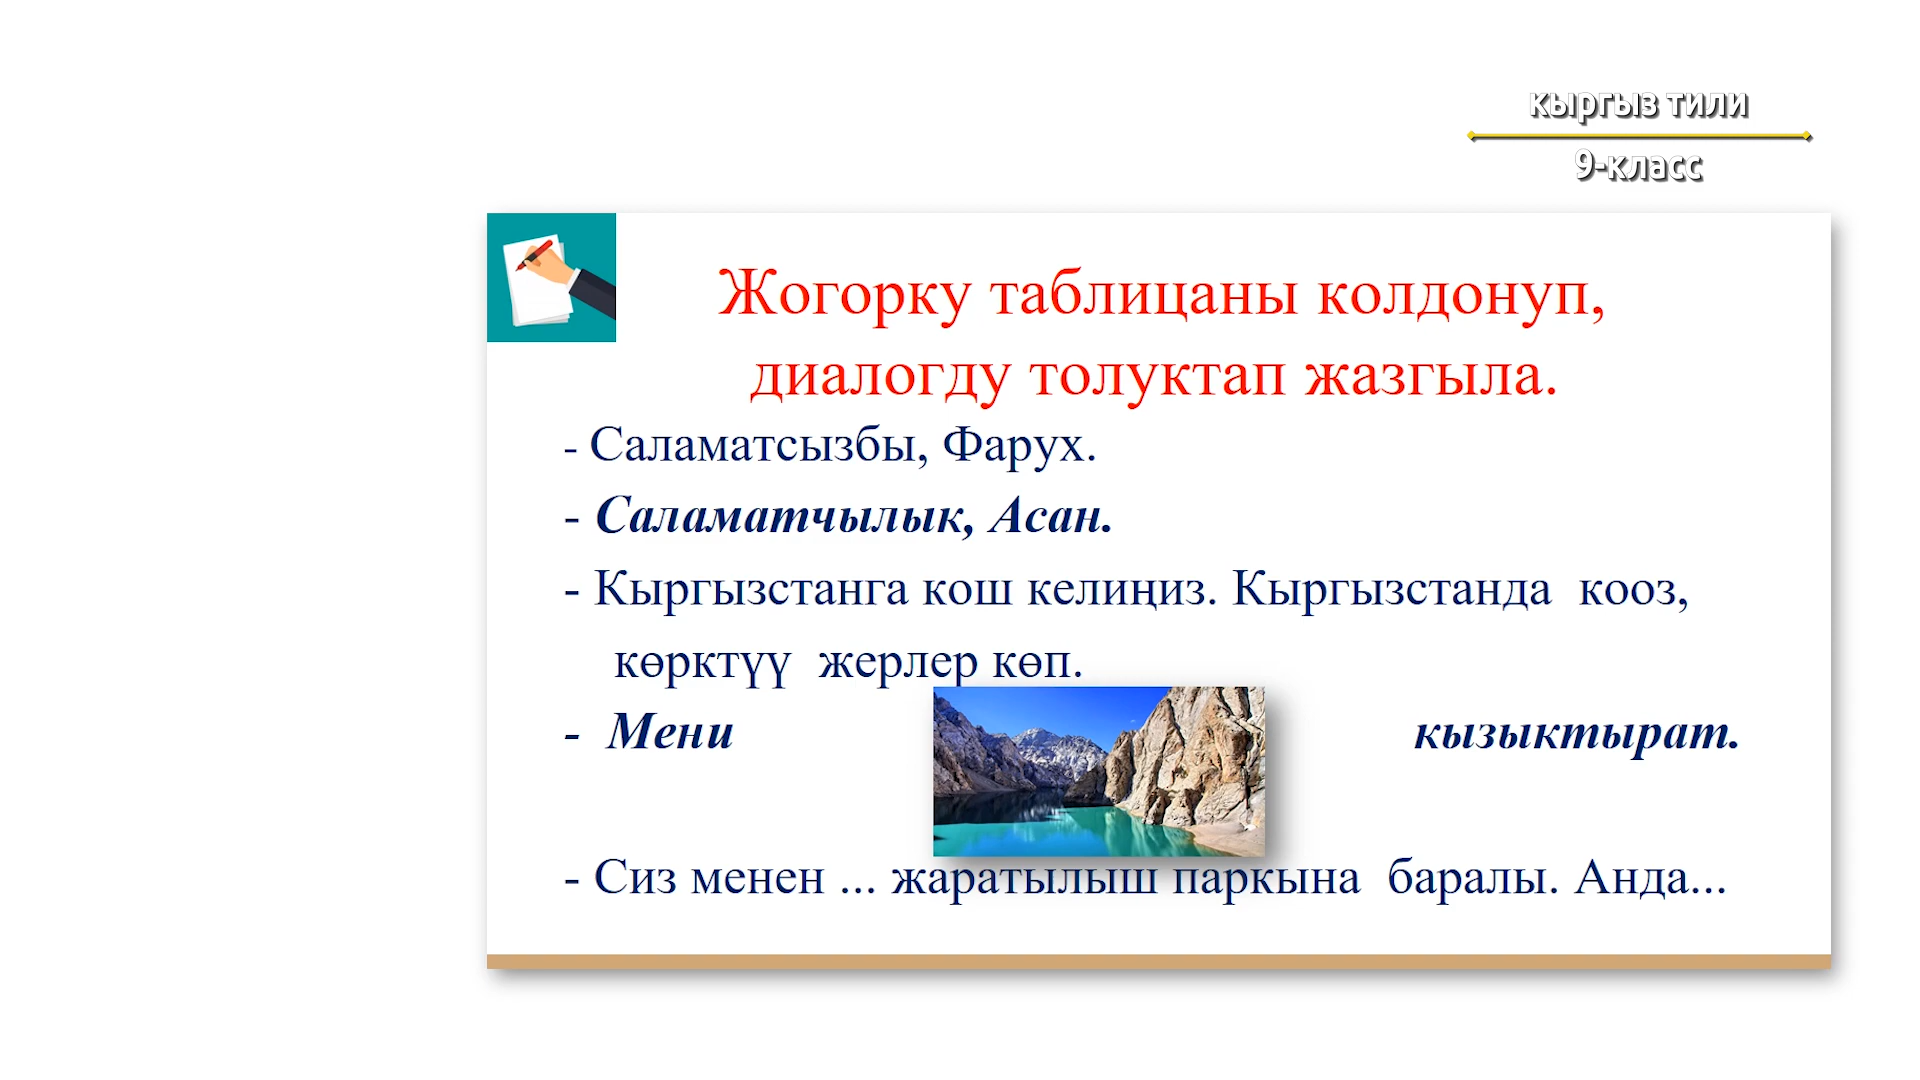 кыргыз тили
9-класс
Жогорку таблицаны колдонуп,
диалогду толуктап жазгыла.
- Саламатсызбы, Фарух.
- Саламатчылык, Асан.
- Кыргызстанга кош келиңиз. Кыргызстанда кооз,
көрктүү жерлер көп.
- Мени кызыктырат.
- Сиз менен ... жаратылыш паркына баралы. Анда...